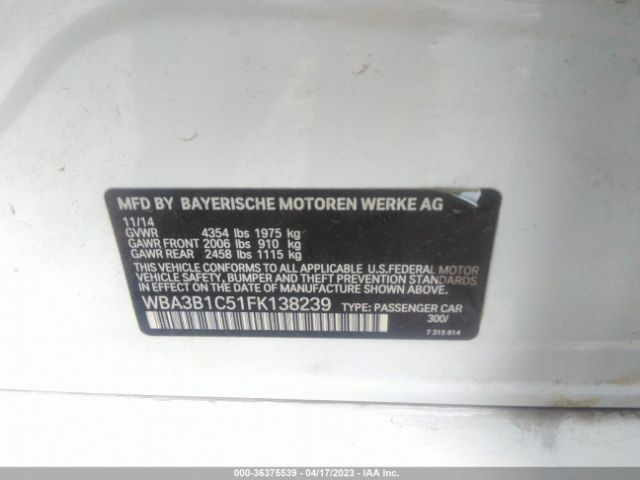 MFD BY BAYERISCHE MOTOREN WERKE AG
11/14
GVWR 4354 lbs 1975 kg
GAWR FRONT 2006 lbs 910 kg
GAWR REAR 2458 lbs 1115 kg
THIS VEHICLE CONFORMS TO ALL APPLICABLE U.S.FEDERAL MOTOR
VEHICLE SAFETY, BUMPER AND THEFT PREVENTION STANDARDS
IN EFFECT ON THE DATE OF MANUFACTURE SHOWN ABOVE.
WBA3B1C51FK138239 TYPE: PASSENGER CAR
300/
7 315 814
000-36375539 - 04/17/2023 - IAA Inc.